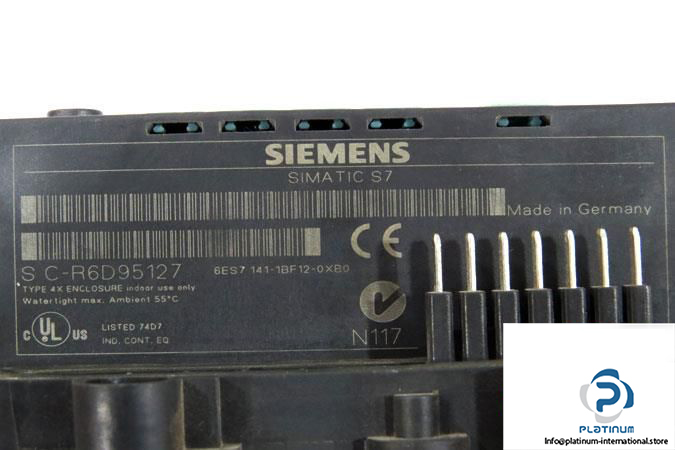 SIEMENS
SIMATIC S7
Made in Germany
S C-R6D95127
6ES7 141-1BF12-0XB0
CE
TYPE 4X ENCLOSURE indoor use only
Watertight max. Ambient 55°C
C UL US
LISTED 74D7
IND. CONT. EQ
N117
PLATINUM
Info@platinum-international.store